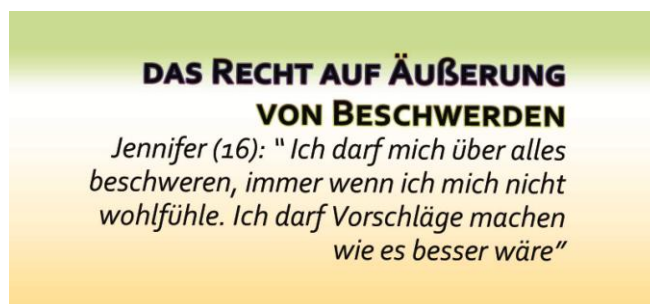 DAS RECHT AUF ÄUßERUNG
VON BESCHWERDEN
Jennifer (16): “ Ich darf mich über alles
beschweren, immer wenn ich mich nicht
wohlfühle. Ich darf Vorschläge machen
wie es besser wäre”